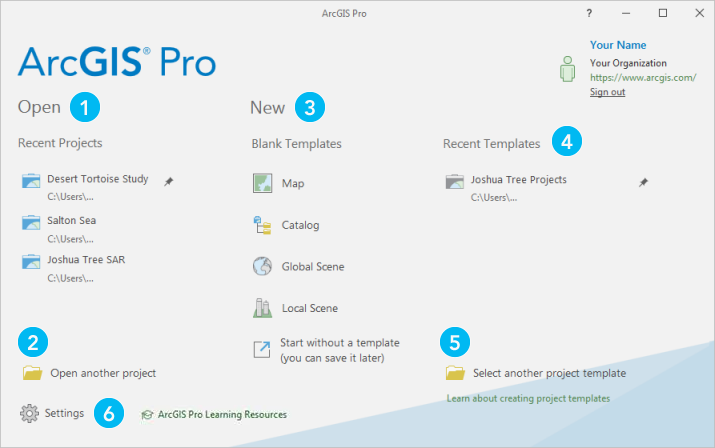 ArcGIS Pro
?
ArcGIS® Pro
Your Name
Your Organization
https://www.arcgis.com/
Sign out
Open 1
New 3
Recent Projects
Blank Templates
Recent Templates 4
Desert Tortoise Study
C:\Users\...
Salton Sea
C:\Users\...
Joshua Tree SAR
C:\Users\...
Map
Catalog
Global Scene
Local Scene
Start without a template
(you can save it later)
Joshua Tree Projects
C:\Users\...
2
Open another project
5
Select another project template
Learn about creating project templates
Settings 6
ArcGIS Pro Learning Resources